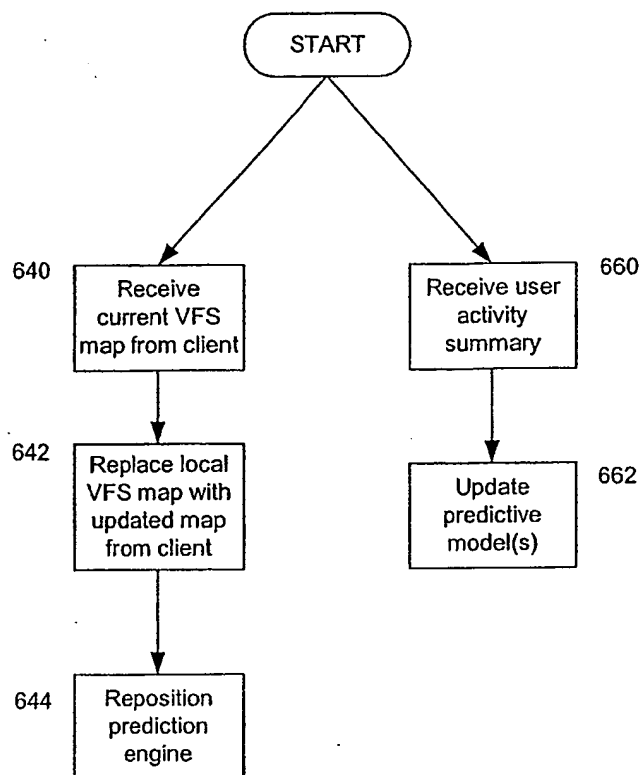 START
640
Receive
current VFS
map from client
660
Receive user
activity
summary
642
Replace local
VFS map with
updated map
from client
662
Update
predictive
model(s)
644
Reposition
prediction
engine